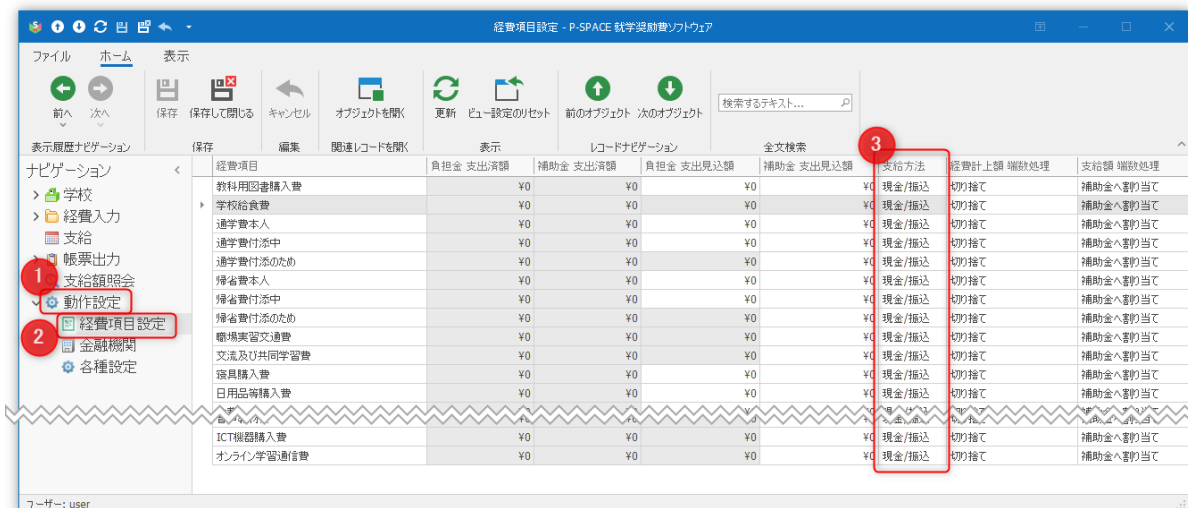 経費項目設定 - P-SPACE 就学奨励費ソフトウェア
ファイル ホーム 表示
前へ 次へ 保存 保存して閉じる キャンセル オブジェクトを開く 更新 ビュー設定のリセット 前のオブジェクト 次のオブジェクト 検索するテキスト...
表示履歴ナビゲーション 保存 編集 関連レコードを開く 表示 レコードナビゲーション 全文検索
3
ナビゲーション
学校
経費入力
支給
帳票出力
1
支給額照会
動作設定
2
経費項目設定
金融機関
各種設定
経費項目 負担金 支出済額 補助金 支出済額 負担金 支出見込額 補助金 支出見込額 支給方法 経費計上額 端数処理 支給額 端数処理
教科用図書購入費 ¥0 ¥0 ¥0 ¥0 現金/振込 切り捨て 補助金へ割り当て
学校給食費 ¥0 ¥0 ¥0 ¥0 現金/振込 切り捨て 補助金へ割り当て
通学費本人 ¥0 ¥0 ¥0 ¥0 現金/振込 切り捨て 補助金へ割り当て
通学費付添中 ¥0 ¥0 ¥0 ¥0 現金/振込 切り捨て 補助金へ割り当て
通学費付添のため ¥0 ¥0 ¥0 ¥0 現金/振込 切り捨て 補助金へ割り当て
帰省費本人 ¥0 ¥0 ¥0 ¥0 現金/振込 切り捨て 補助金へ割り当て
帰省費付添中 ¥0 ¥0 ¥0 ¥0 現金/振込 切り捨て 補助金へ割り当て
帰省費付添のため ¥0 ¥0 ¥0 ¥0 現金/振込 切り捨て 補助金へ割り当て
職場実習交通費 ¥0 ¥0 ¥0 ¥0 現金/振込 切り捨て 補助金へ割り当て
交流及び共同学習費 ¥0 ¥0 ¥0 ¥0 現金/振込 切り捨て 補助金へ割り当て
寝具購入費 ¥0 ¥0 ¥0 ¥0 現金/振込 切り捨て 補助金へ割り当て
日用品等購入費 ¥0 ¥0 ¥0 ¥0 現金/振込 切り捨て 補助金へ割り当て
ICT機器購入費 ¥0 ¥0 ¥0 ¥0 現金/振込 切り捨て 補助金へ割り当て
オンライン学習通信費 ¥0 ¥0 ¥0 ¥0 現金/振込 切り捨て 補助金へ割り当て
ユーザー: user